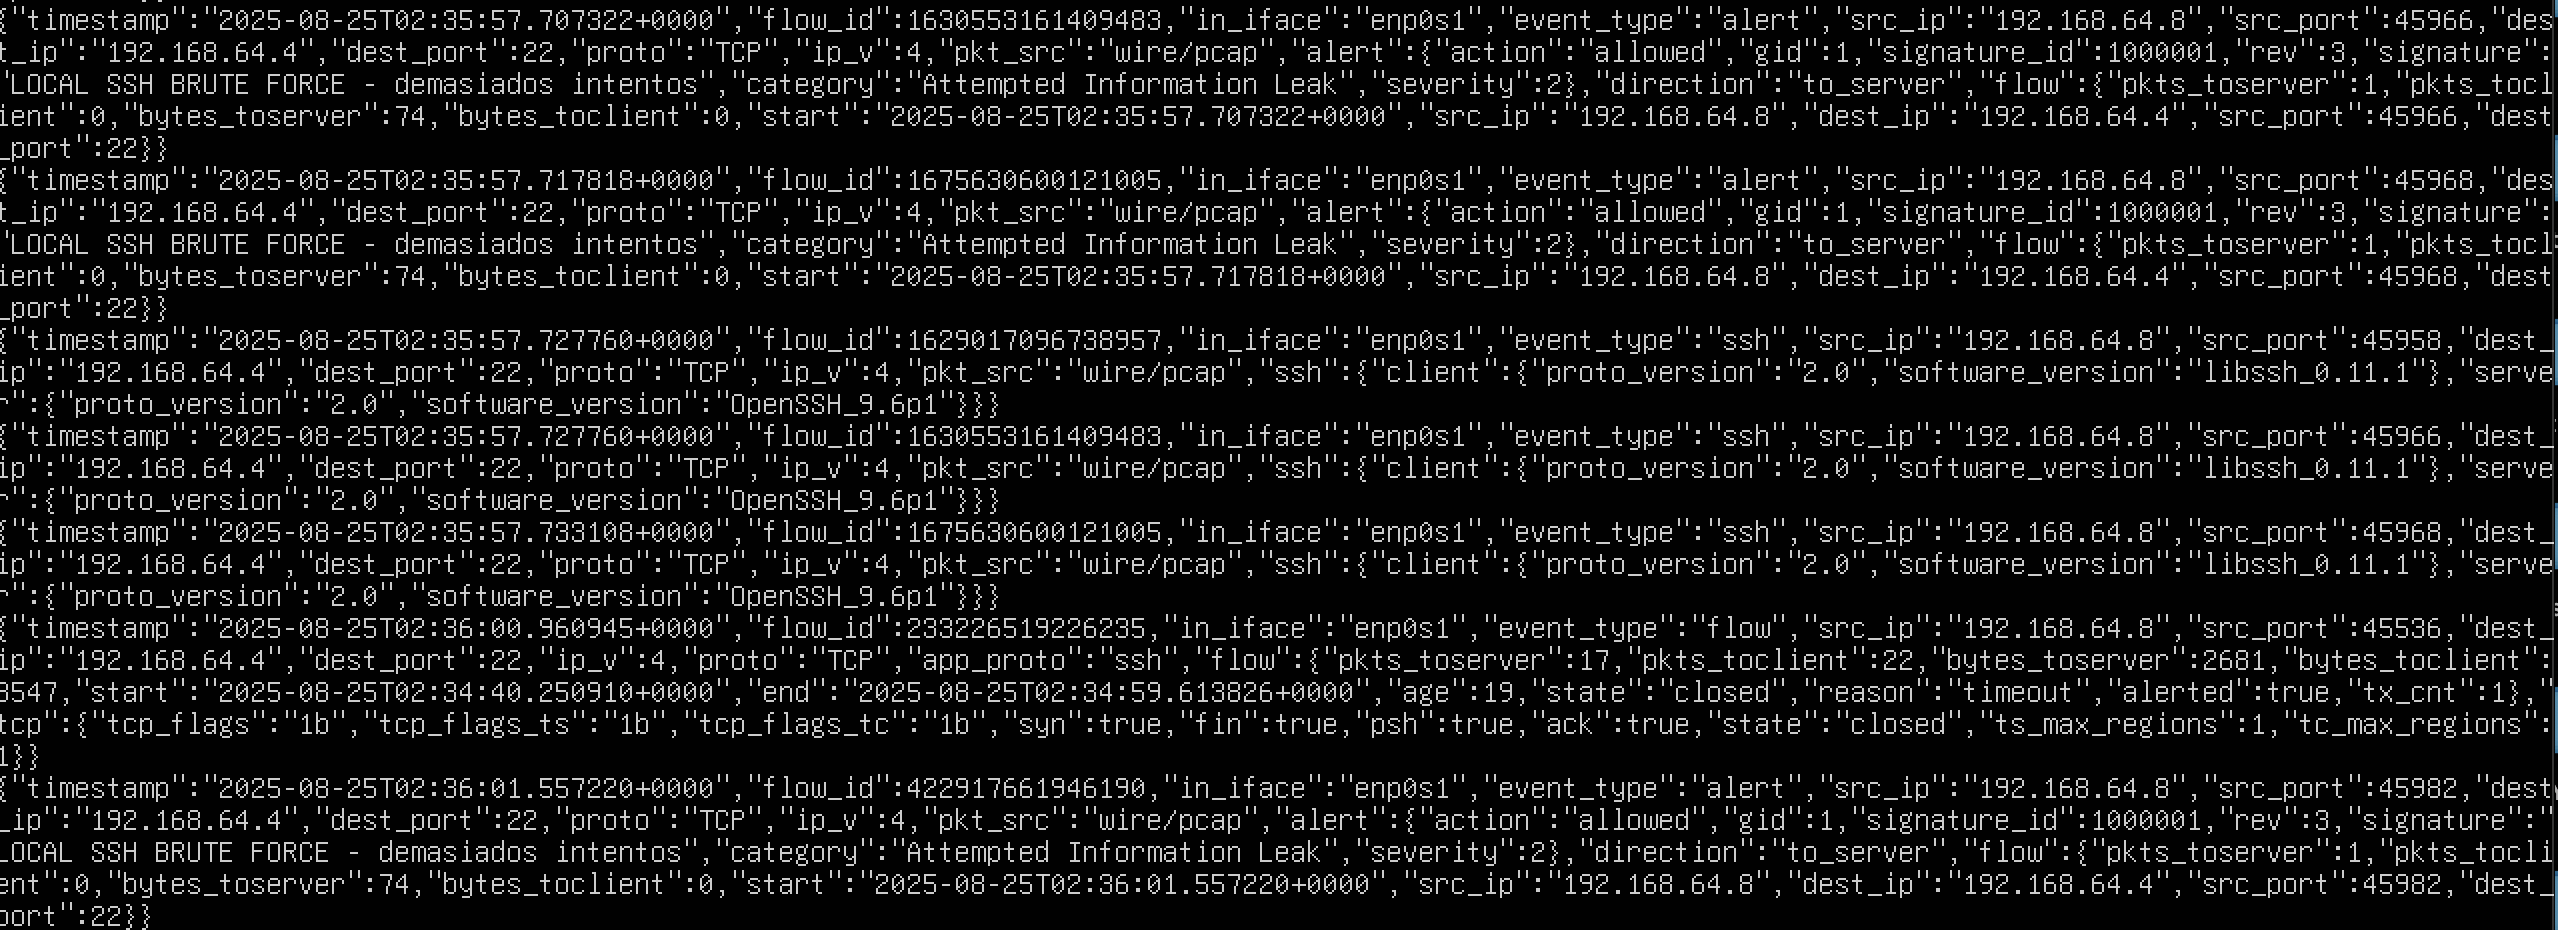 {"timestamp":"2025-08-25T02:35:57.707322+0000","flow_id":1630553161409483,"in_iface":"enp0s1","event_type":"alert","src_ip":"192.168.64.8","src_port":45966,"des
t_ip":"192.168.64.4","dest_port":22,"proto":"TCP","ip_v":4,"pkt_src":"wire/pcap","alert":{"action":"allowed","gid":1,"signature_id":1000001,"rev":3,"signature":
"LOCAL SSH BRUTE FORCE - demasiados intentos","category":"Attempted Information Leak","severity":2},"direction":"to_server","flow":{"pkts_toserver":1,"pkts_tocl
ient":0,"bytes_toserver":74,"bytes_toclient":0,"start":"2025-08-25T02:35:57.707322+0000","src_ip":"192.168.64.8","dest_ip":"192.168.64.4","src_port":45966,"dest
_port":22}}
{"timestamp":"2025-08-25T02:35:57.717818+0000","flow_id":1675630600121005,"in_iface":"enp0s1","event_type":"alert","src_ip":"192.168.64.8","src_port":45968,"des
t_ip":"192.168.64.4","dest_port":22,"proto":"TCP","ip_v":4,"pkt_src":"wire/pcap","alert":{"action":"allowed","gid":1,"signature_id":1000001,"rev":3,"signature":
"LOCAL SSH BRUTE FORCE - demasiados intentos","category":"Attempted Information Leak","severity":2},"direction":"to_server","flow":{"pkts_toserver":1,"pkts_tocl
ient":0,"bytes_toserver":74,"bytes_toclient":0,"start":"2025-08-25T02:35:57.717818+0000","src_ip":"192.168.64.8","dest_ip":"192.168.64.4","src_port":45968,"dest
_port":22}}
{"timestamp":"2025-08-25T02:35:57.727760+0000","flow_id":1629017096738957,"in_iface":"enp0s1","event_type":"ssh","src_ip":"192.168.64.8","src_port":45958,"dest_
ip":"192.168.64.4","dest_port":22,"proto":"TCP","ip_v":4,"pkt_src":"wire/pcap","ssh":{"client":{"proto_version":"2.0","software_version":"libssh_0.11.1"},"serve
r":{"proto_version":"2.0","software_version":"OpenSSH_9.6p1"}}}
{"timestamp":"2025-08-25T02:35:57.727760+0000","flow_id":1630553161409483,"in_iface":"enp0s1","event_type":"ssh","src_ip":"192.168.64.8","src_port":45966,"dest_
ip":"192.168.64.4","dest_port":22,"proto":"TCP","ip_v":4,"pkt_src":"wire/pcap","ssh":{"client":{"proto_version":"2.0","software_version":"libssh_0.11.1"},"serve
r":{"proto_version":"2.0","software_version":"OpenSSH_9.6p1"}}}
{"timestamp":"2025-08-25T02:35:57.733108+0000","flow_id":1675630600121005,"in_iface":"enp0s1","event_type":"ssh","src_ip":"192.168.64.8","src_port":45968,"dest_
ip":"192.168.64.4","dest_port":22,"proto":"TCP","ip_v":4,"pkt_src":"wire/pcap","ssh":{"client":{"proto_version":"2.0","software_version":"libssh_0.11.1"},"serve
r":{"proto_version":"2.0","software_version":"OpenSSH_9.6p1"}}}
{"timestamp":"2025-08-25T02:36:00.960945+0000","flow_id":233226519226235,"in_iface":"enp0s1","event_type":"flow","src_ip":"192.168.64.8","src_port":45536,"dest_
ip":"192.168.64.4","dest_port":22,"ip_v":4,"proto":"TCP","app_proto":"ssh","flow":{"pkts_toserver":17,"pkts_toclient":22,"bytes_toserver":2681,"bytes_toclient":
3547,"start":"2025-08-25T02:34:40.250910+0000","end":"2025-08-25T02:34:59.613826+0000","age":19,"state":"closed","reason":"timeout","alerted":true,"tx_cnt":1},"
tcp":{"tcp_flags":"1b","tcp_flags_ts":"1b","tcp_flags_tc":"1b","syn":true,"fin":true,"psh":true,"ack":true,"state":"closed","ts_max_regions":1,"tc_max_regions":
1}}
{"timestamp":"2025-08-25T02:36:01.557220+0000","flow_id":422917661946190,"in_iface":"enp0s1","event_type":"alert","src_ip":"192.168.64.8","src_port":45982,"dest
_ip":"192.168.64.4","dest_port":22,"proto":"TCP","ip_v":4,"pkt_src":"wire/pcap","alert":{"action":"allowed","gid":1,"signature_id":1000001,"rev":3,"signature":"
LOCAL SSH BRUTE FORCE - demasiados intentos","category":"Attempted Information Leak","severity":2},"direction":"to_server","flow":{"pkts_toserver":1,"pkts_tocli
ent":0,"bytes_toserver":74,"bytes_toclient":0,"start":"2025-08-25T02:36:01.557220+0000","src_ip":"192.168.64.8","dest_ip":"192.168.64.4","src_port":45982,"dest_
port":22}}